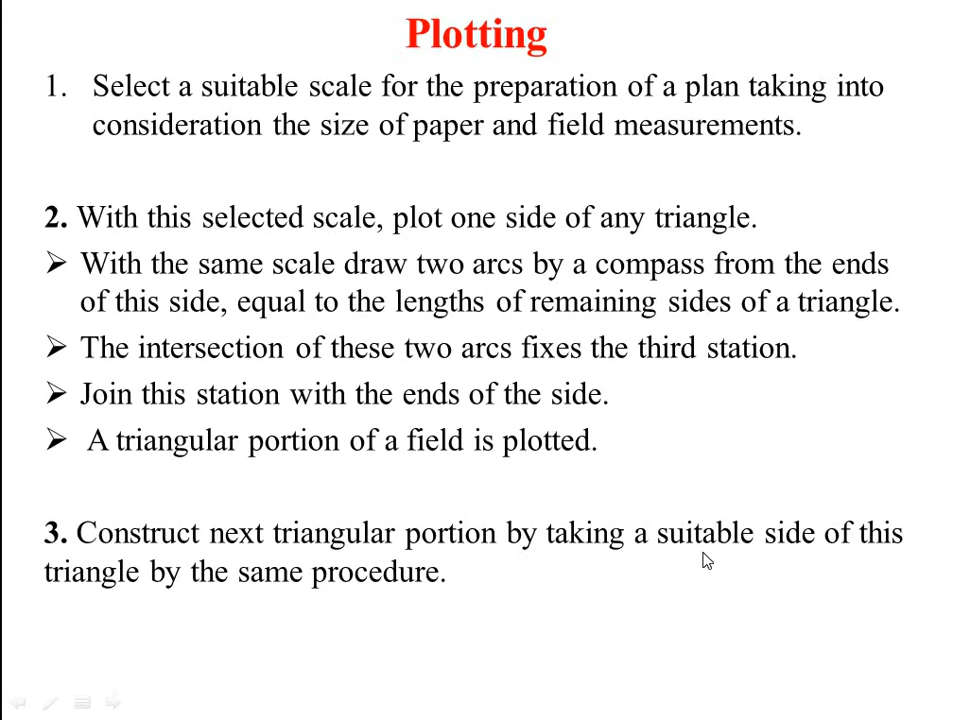 Plotting
1. Select a suitable scale for the preparation of a plan taking into
consideration the size of paper and field measurements.
2. With this selected scale, plot one side of any triangle.
➢ With the same scale draw two arcs by a compass from the ends
of this side, equal to the lengths of remaining sides of a triangle.
➢ The intersection of these two arcs fixes the third station.
➢ Join this station with the ends of the side.
➢ A triangular portion of a field is plotted.
3. Construct next triangular portion by taking a suitable side of this
triangle by the same procedure.